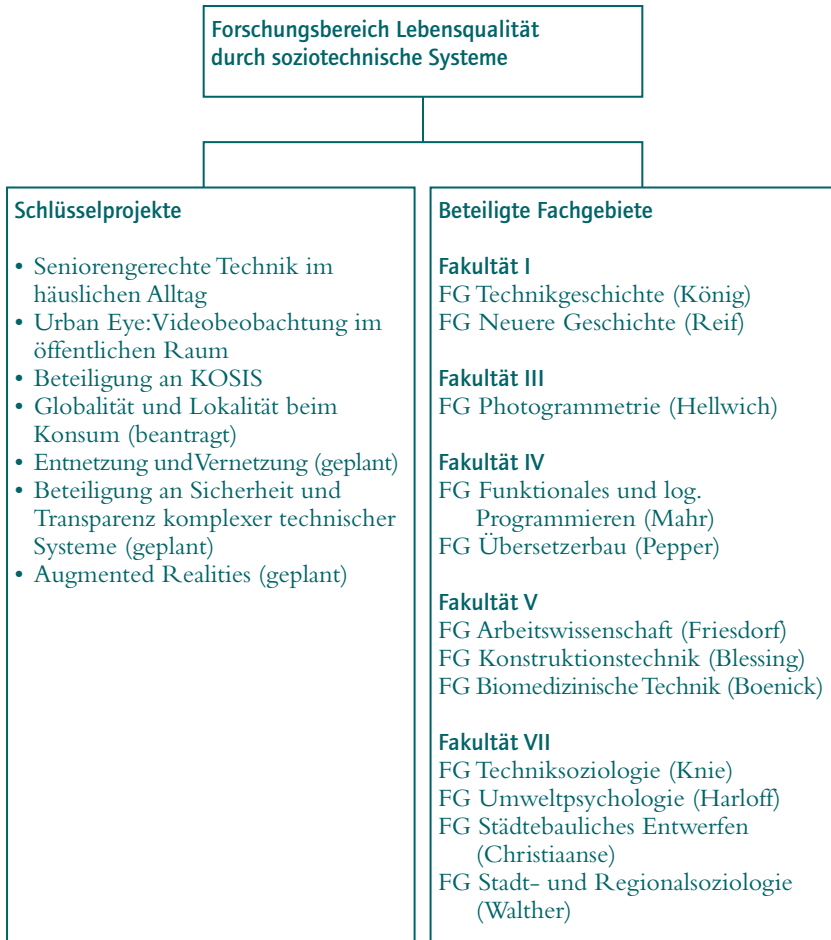 Forschungsbereich Lebensqualität
durch soziotechnische Systeme
Schlüsselprojekte
• Seniorengerechte Technik im
häuslichen Alltag
• Urban Eye:Videobeobachtung im
öffentlichen Raum
• Beteiligung an KOSIS
• Globalität und Lokalität beim
Konsum (beantragt)
• Entnetzung undVernetzung (geplant)
• Beteiligung an Sicherheit und
Transparenz komplexer technischer
Systeme (geplant)
• Augmented Realities (geplant)
Beteiligte Fachgebiete
Fakultät I
FG Technikgeschichte (König)
FG Neuere Geschichte (Reif)
Fakultät III
FG Photogrammetrie (Hellwich)
Fakultät IV
FG Funktionales und log.
Programmieren (Mahr)
FG Übersetzerbau (Pepper)
Fakultät V
FG Arbeitswissenschaft (Friesdorf)
FG Konstruktionstechnik (Blessing)
FG Biomedizinische Technik (Boenick)
Fakultät VII
FG Techniksoziologie (Knie)
FG Umweltpsychologie (Harloff)
FG Städtebauliches Entwerfen
(Christiaanse)
FG Stadt- und Regionalsoziologie
(Walther)